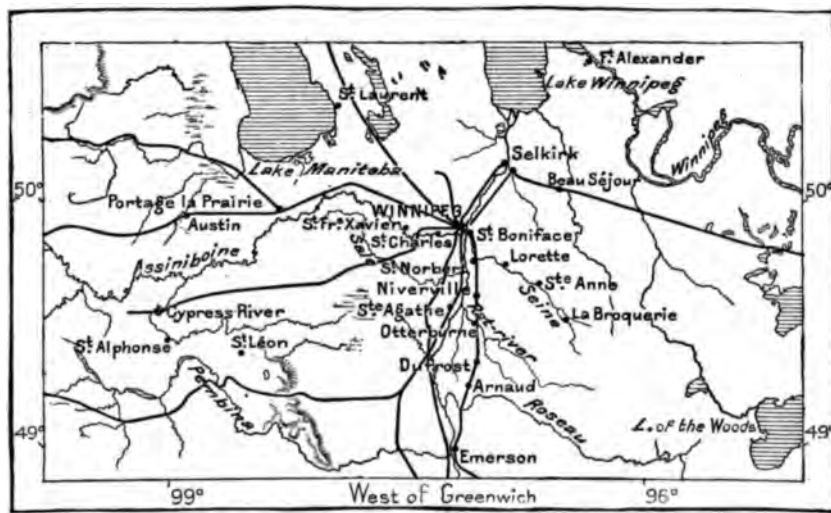 Ft. Alexander
Lake Winnipeg
St. Laurent
Winnipeg
Selkirk
Lake Manitoba
Beau Séjour
50°
50°
Portage la Prairie
WINNIPEG
Austin
St. Fr. Xavier
St. Boniface
St. Charles
Sale
Lorette
Assiniboine
St. Norbert
Ste Anne
Niverville
Seine
Cypress River
Ste Agathe
La Broquerie
Otterburne
Rat-river
St. Alphonse
St. Léon
Dufrost
Pembina
Arnaud
Roseau
49°
L. of the Woods
49°
Emerson
99°
West of Greenwich
96°